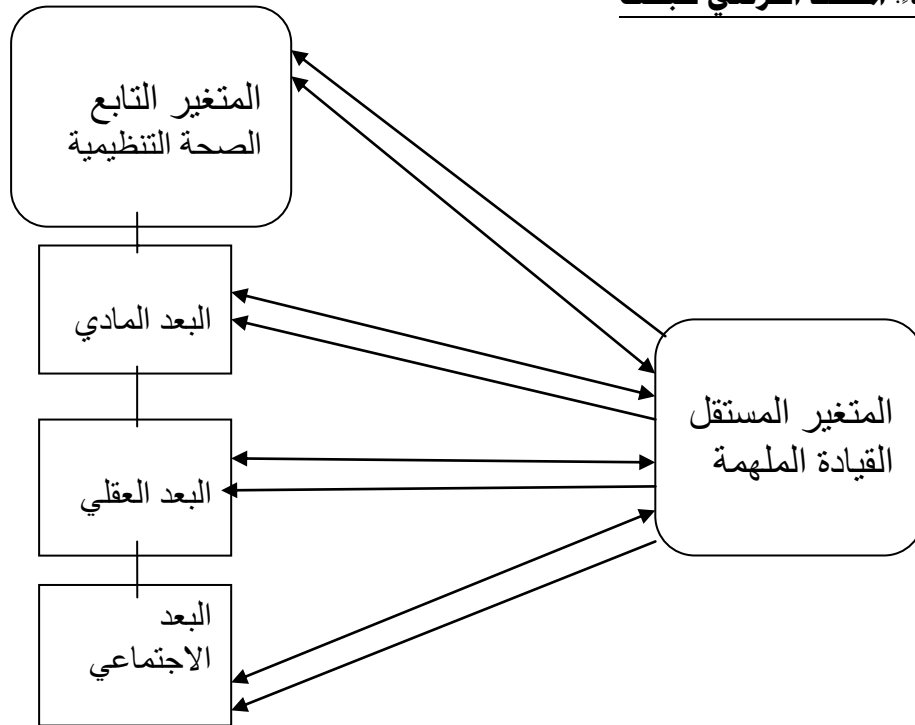 المتغير التابع
الصحة التنظيمية
البعد المادي
المتغير المستقل
القيادة الملهمة
البعد العقلي
البعد
الاجتماعي